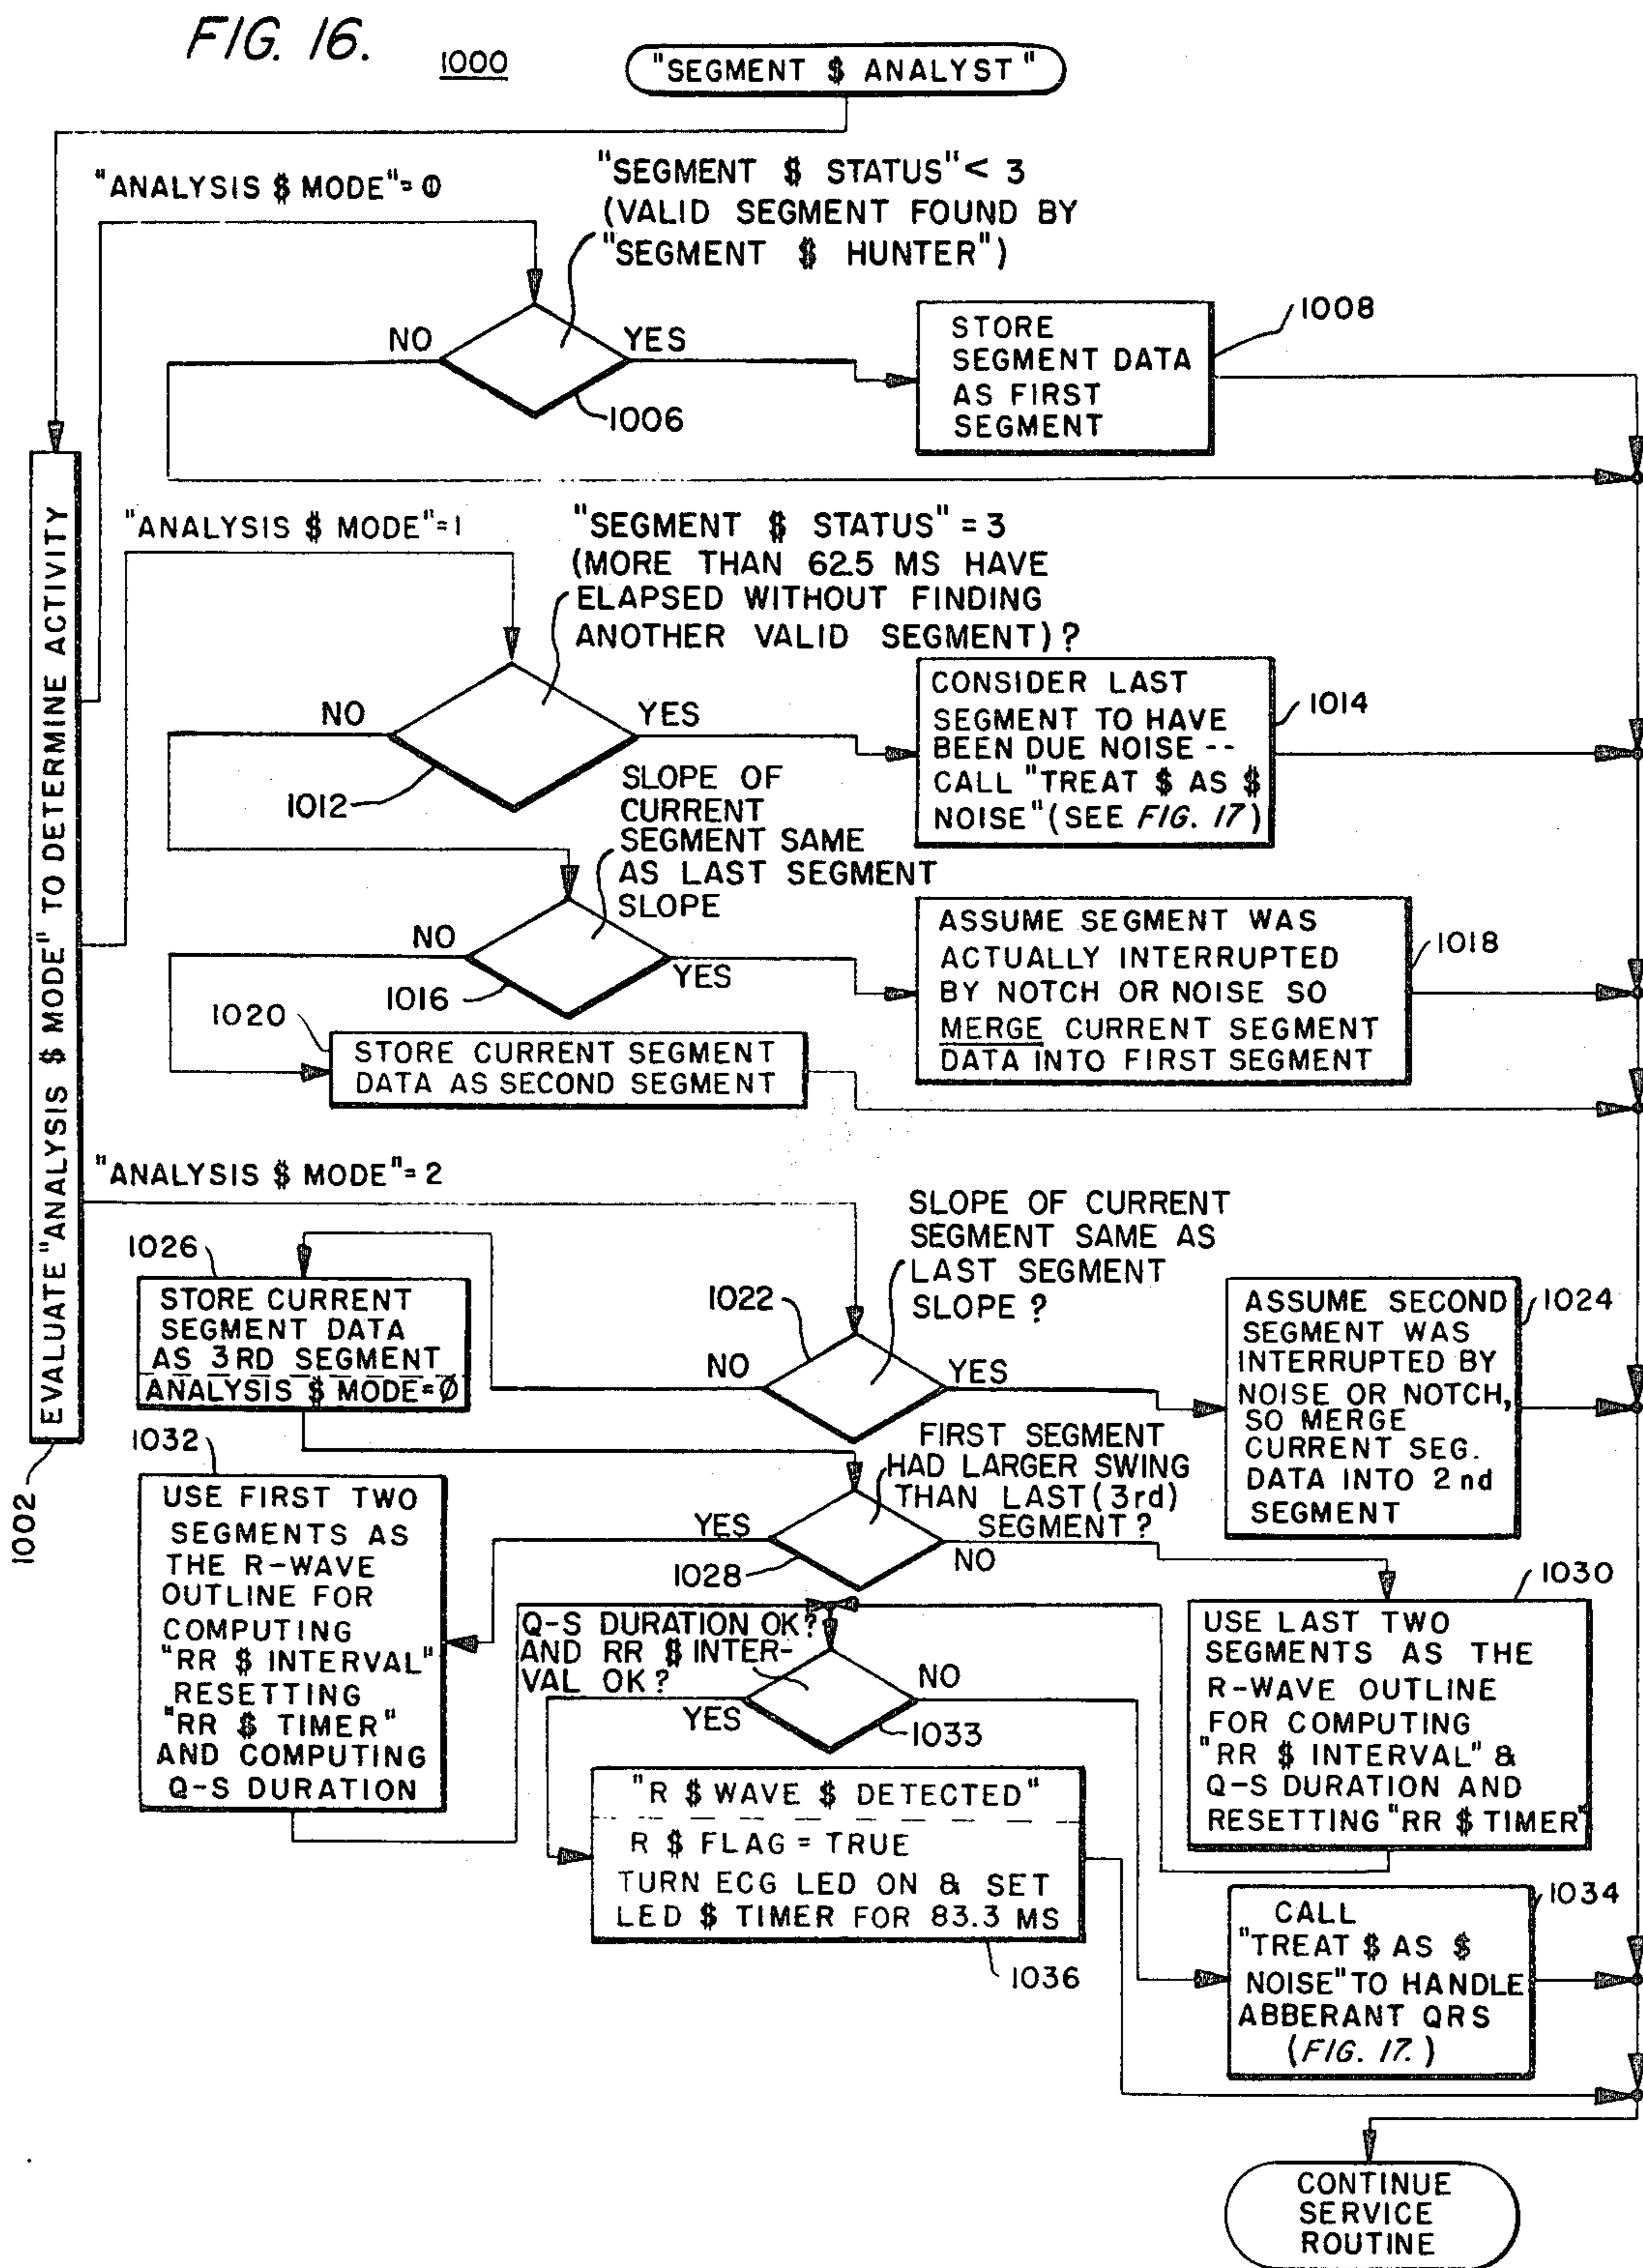 FIG. 16.
1000
"SEGMENT $ ANALYST"
"ANALYSIS $ MODE"=0
"SEGMENT $ STATUS"< 3
(VALID SEGMENT FOUND BY
"SEGMENT $ HUNTER")
NO
YES
1006
STORE
SEGMENT DATA
AS FIRST
SEGMENT
1008
EVALUATE "ANALYSIS $ MODE" TO DETERMINE ACTIVITY
1002
"ANALYSIS $ MODE"=1
"SEGMENT $ STATUS" = 3
(MORE THAN 62.5 MS HAVE
ELAPSED WITHOUT FINDING
ANOTHER VALID SEGMENT)?
NO
YES
1012
CONSIDER LAST
SEGMENT TO HAVE
BEEN DUE NOISE --
CALL "TREAT $ AS $
NOISE"(SEE FIG. 17)
1014
SLOPE OF
CURRENT
SEGMENT SAME
AS LAST SEGMENT
SLOPE
NO
YES
1016
ASSUME SEGMENT WAS
ACTUALLY INTERRUPTED
BY NOTCH OR NOISE SO
MERGE CURRENT SEGMENT
DATA INTO FIRST SEGMENT
1018
1020
STORE CURRENT SEGMENT
DATA AS SECOND SEGMENT
"ANALYSIS $ MODE"= 2
SLOPE OF CURRENT
SEGMENT SAME AS
LAST SEGMENT
SLOPE ?
1022
NO
YES
1026
STORE CURRENT
SEGMENT DATA
AS 3RD SEGMENT
ANALYSIS $ MODE=Ø
ASSUME SECOND
SEGMENT WAS
INTERRUPTED BY
NOISE OR NOTCH,
SO MERGE
CURRENT SEG.
DATA INTO 2nd
SEGMENT
1024
FIRST SEGMENT
HAD LARGER SWING
THAN LAST (3rd)
SEGMENT ?
YES
NO
1028
1032
USE FIRST TWO
SEGMENTS AS
THE R-WAVE
OUTLINE FOR
COMPUTING
"RR $ INTERVAL"
RESETTING
"RR $ TIMER"
AND COMPUTING
Q-S DURATION
1030
USE LAST TWO
SEGMENTS AS THE
R-WAVE OUTLINE
FOR COMPUTING
"RR $ INTERVAL" &
Q-S DURATION AND
RESETTING "RR $ TIMER"
Q-S DURATION OK?
AND RR $ INTER-
VAL OK?
YES
NO
1033
"R $ WAVE $ DETECTED"
R $ FLAG = TRUE
TURN ECG LED ON & SET
LED $ TIMER FOR 83.3 MS
1036
CALL
"TREAT $ AS $
NOISE" TO HANDLE
ABBERANT QRS
(FIG. 17.)
1034
CONTINUE
SERVICE
ROUTINE